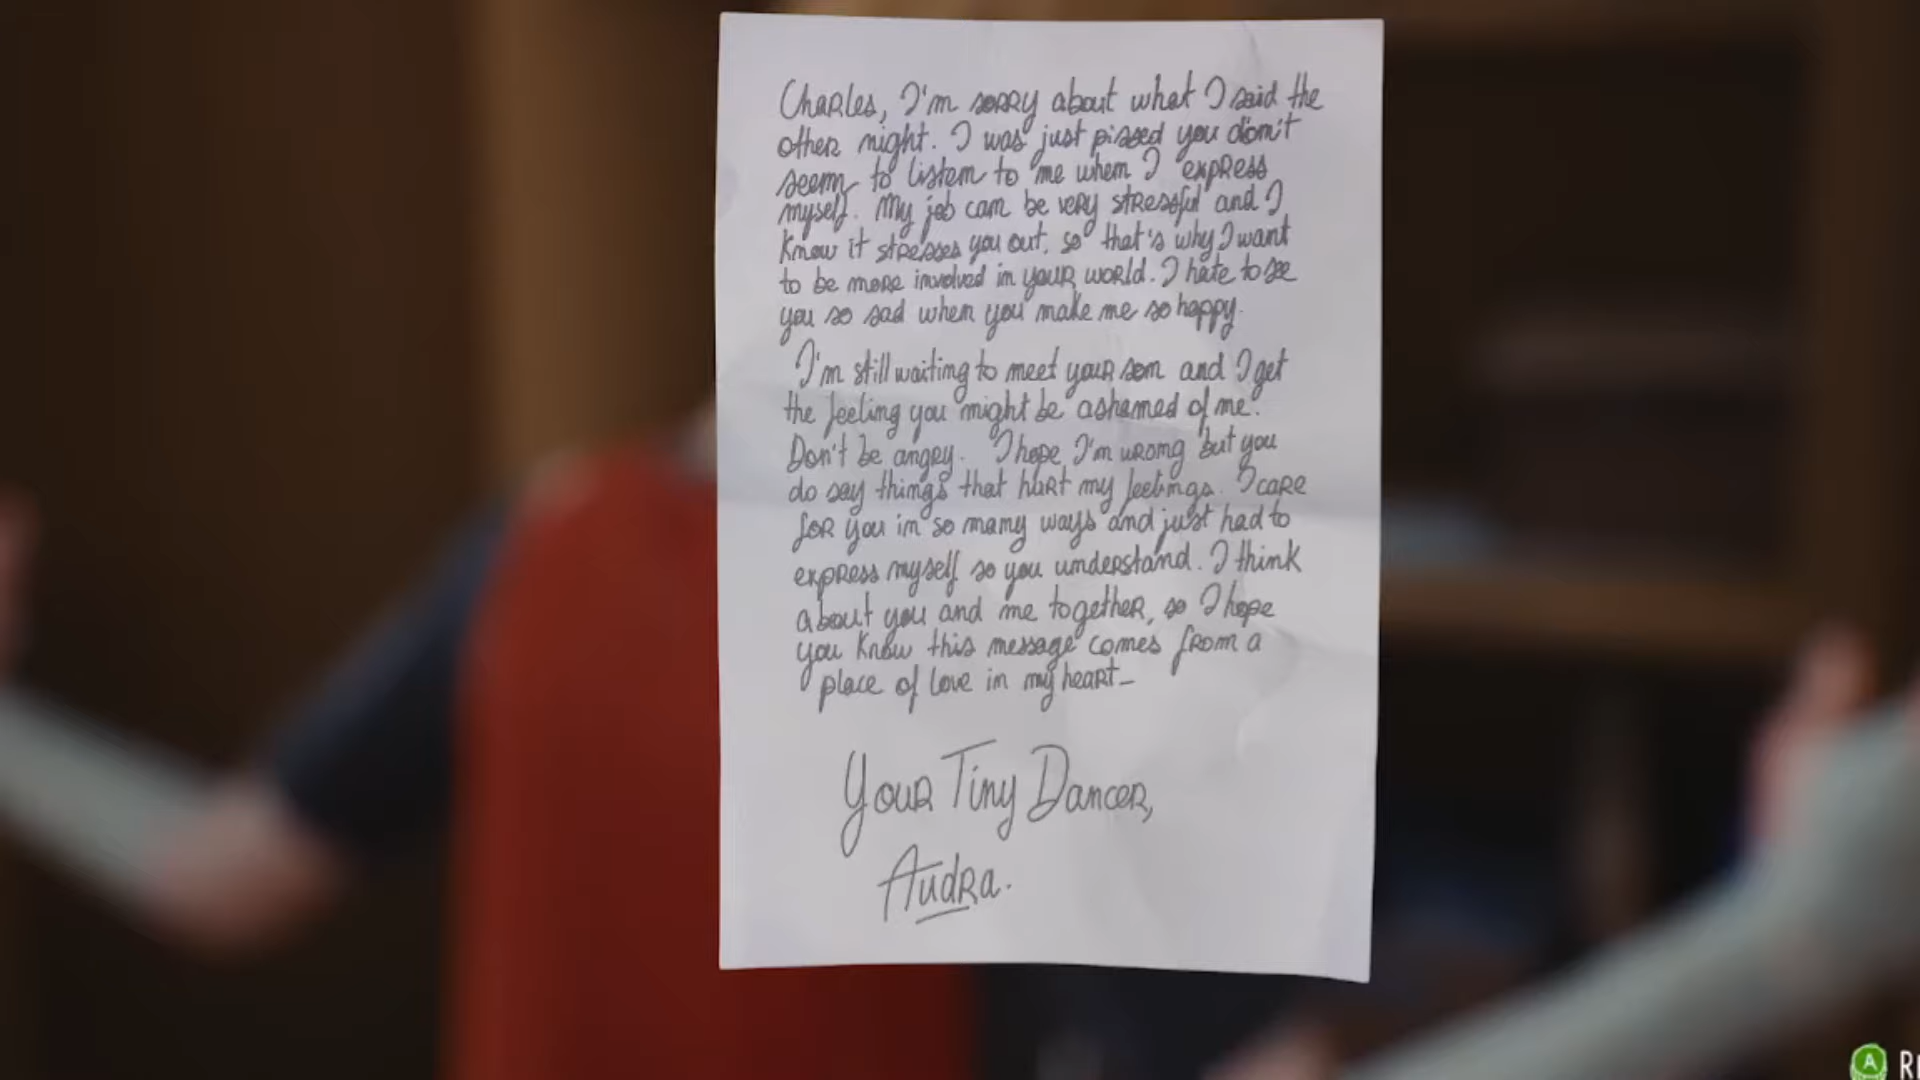 Charles, I'm sorry about what I said the
other night. I was just pissed you don't
seem to listen to me when I express
myself. My job can be very stressful and I
know it stresses you out, so that's why I want
to be more involved in your world. I hate to see
you so sad when you make me so happy.
I'm still waiting to meet your son and I get
the feeling you might be ashamed of me.
Don't be angry. I hope I'm wrong but you
do say things that hurt my feelings. I care
for you in so many ways and just had to
express myself so you understand. I think
about you and me together, so I hope
you know this message comes from a
place of love in my heart_
Your Tiny Dancer,
Audra.
A